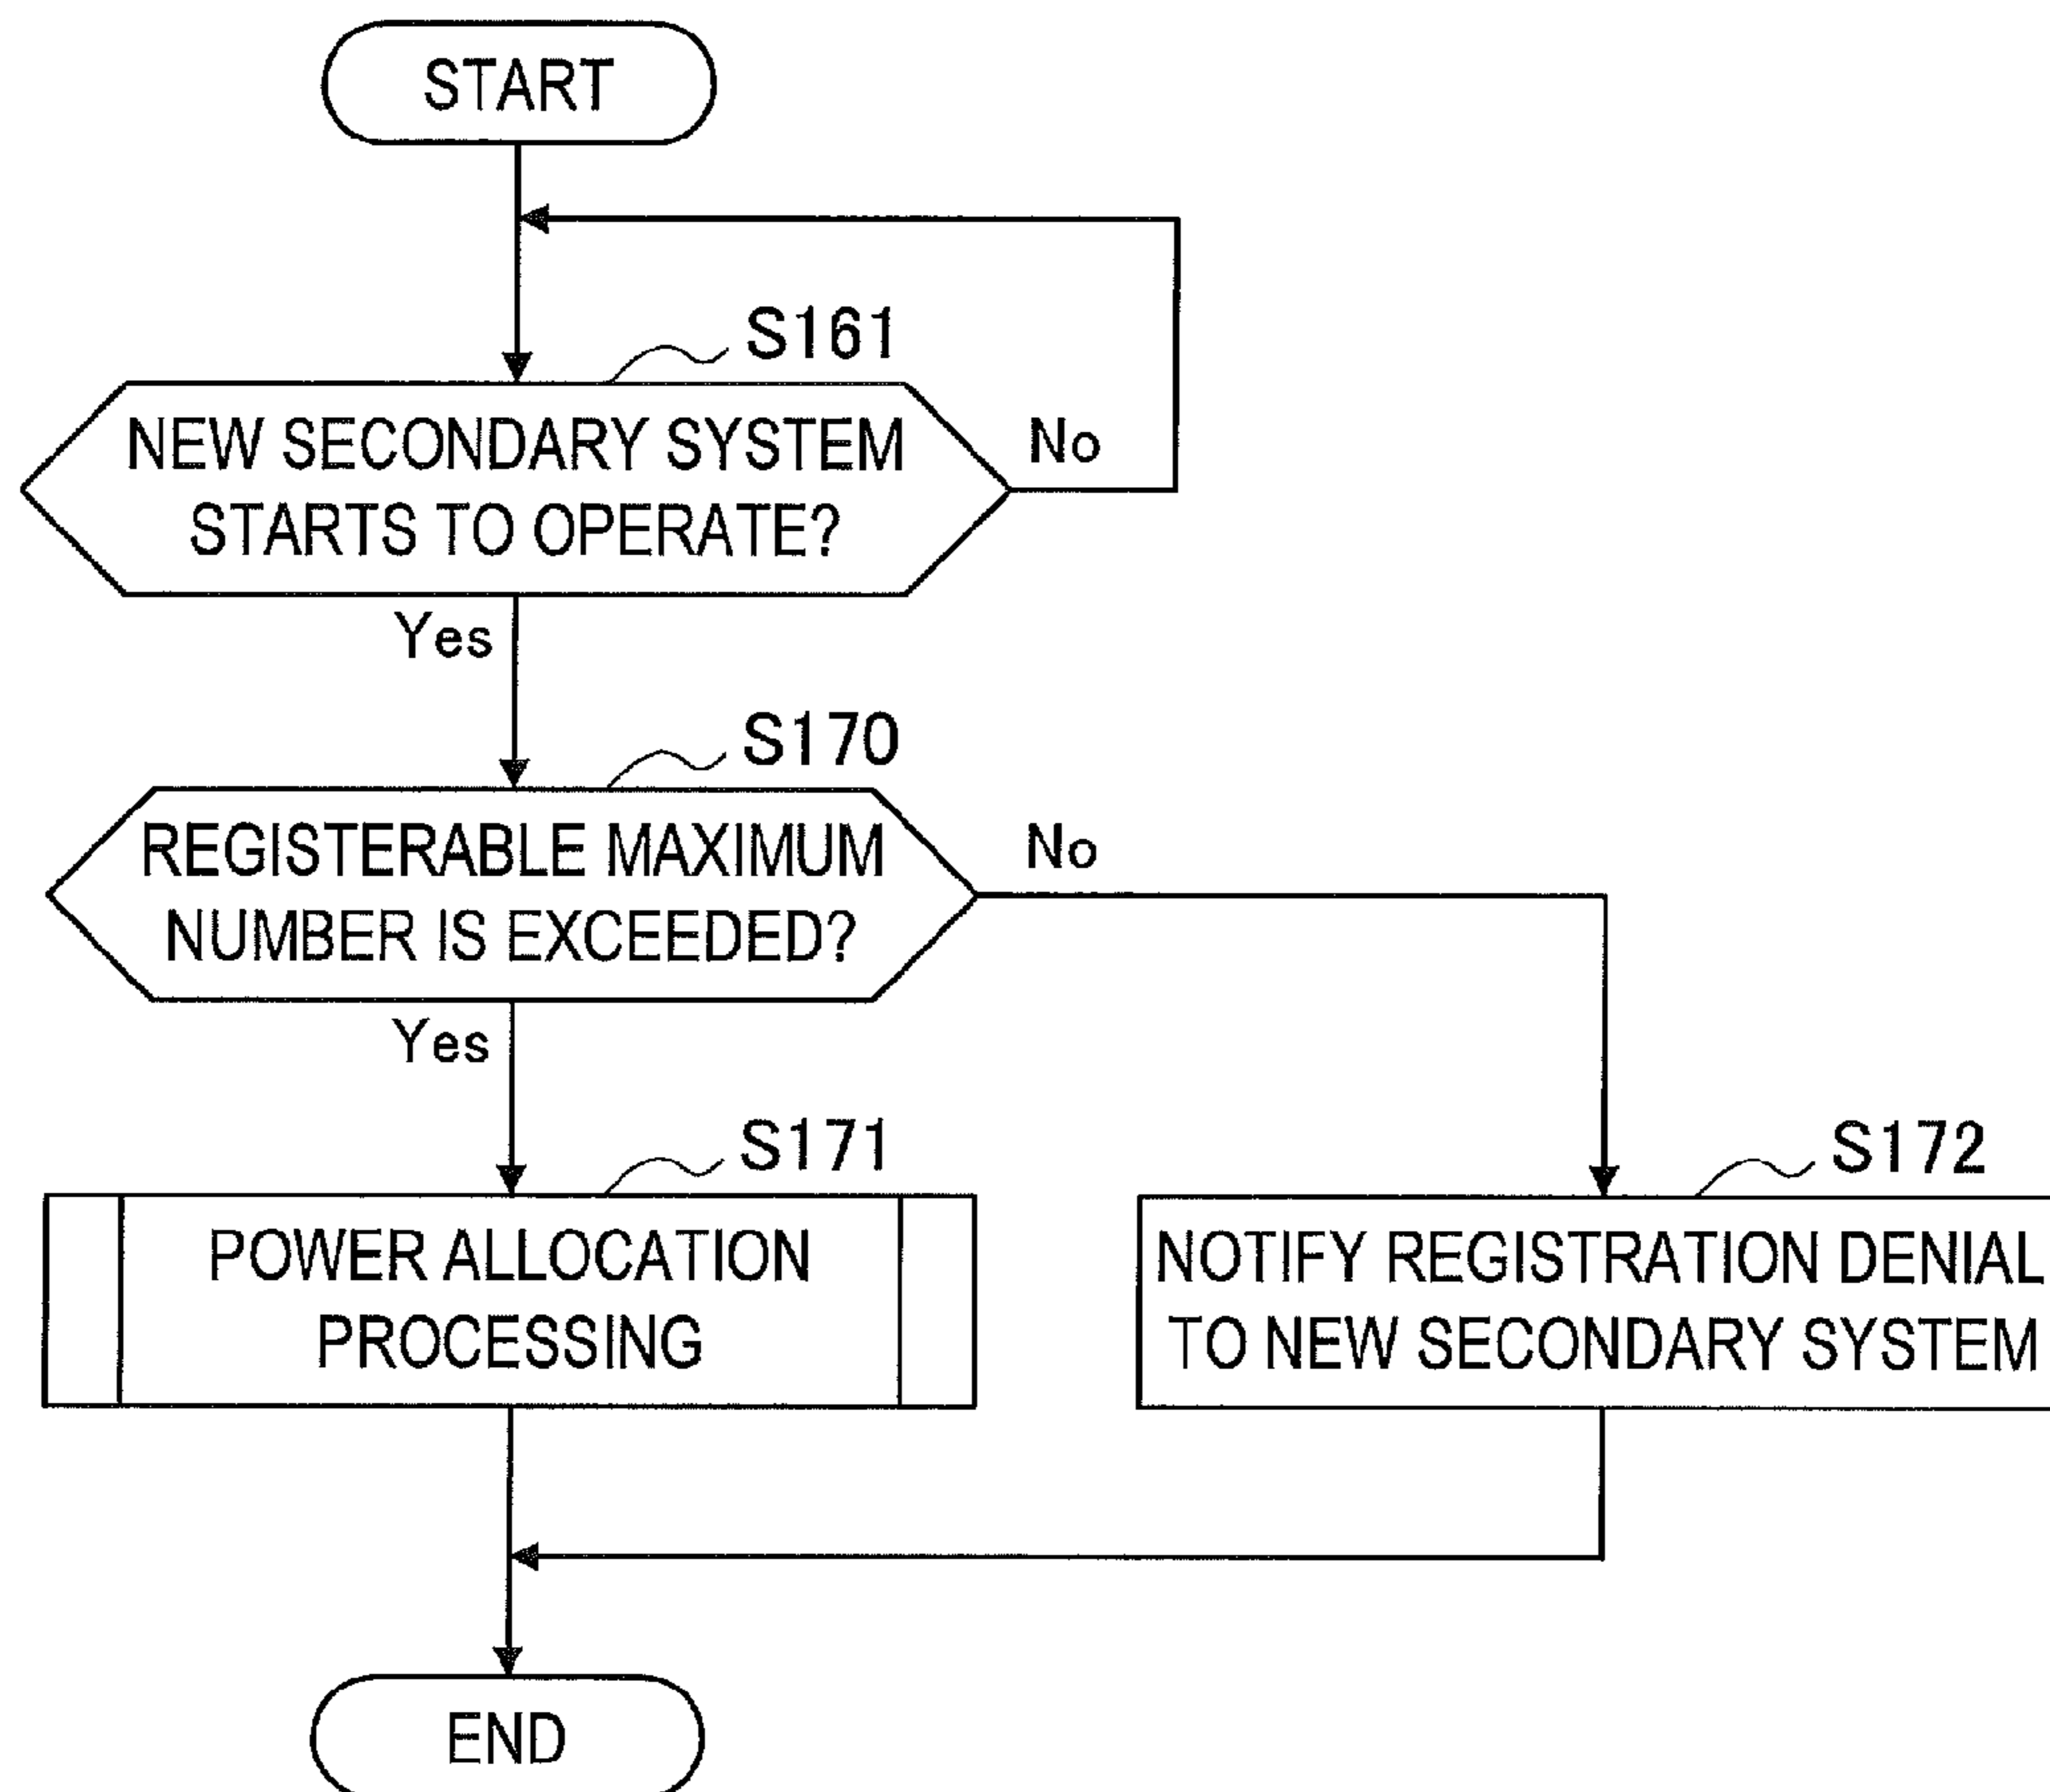 START
S161
NEW SECONDARY SYSTEM
STARTS TO OPERATE?
No
Yes
S170
REGISTERABLE MAXIMUM
NUMBER IS EXCEEDED?
No
Yes
S171
POWER ALLOCATION
PROCESSING
S172
NOTIFY REGISTRATION DENIAL
TO NEW SECONDARY SYSTEM
END